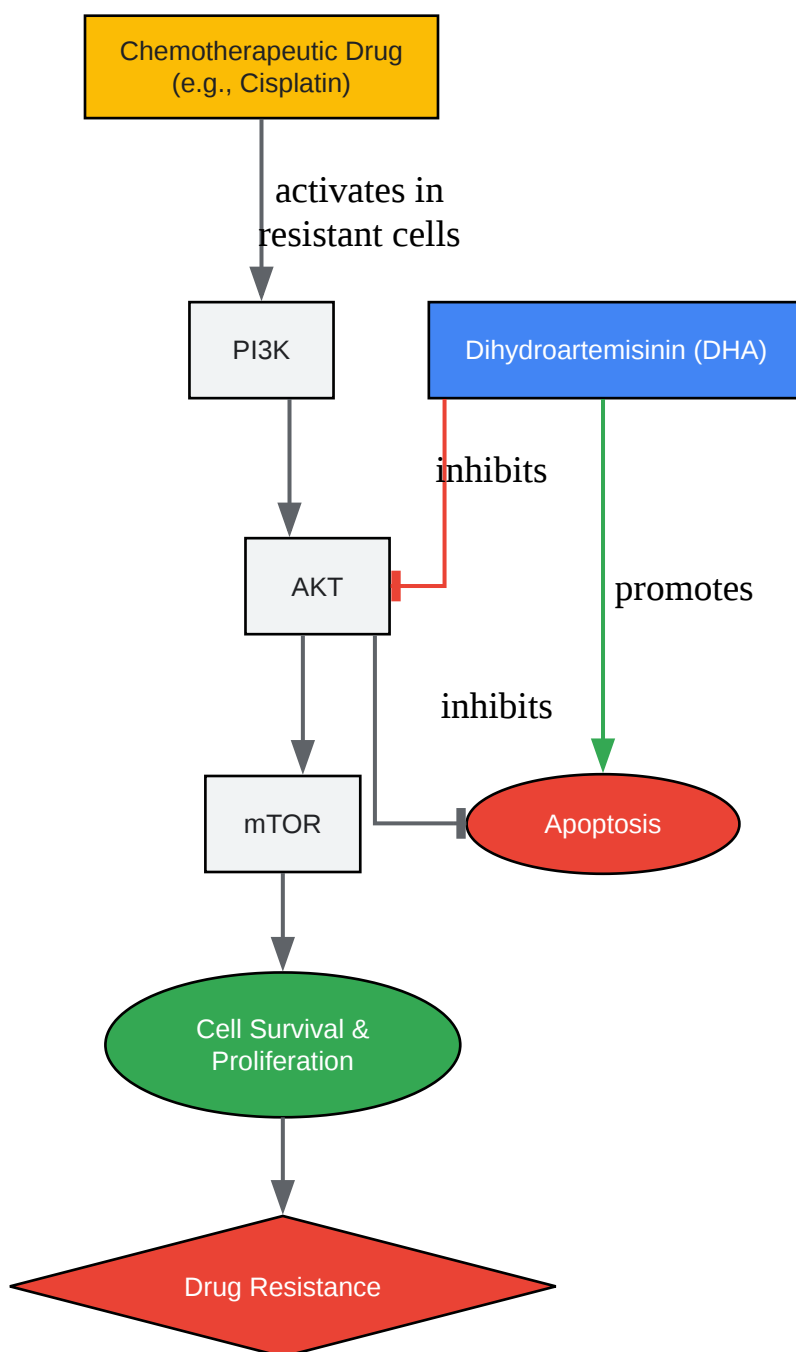 Chemotherapeutic Drug
(e.g., Cisplatin)
activates in
resistant cells
PI3K
Dihydroartemisinin (DHA)
inhibits
AKT
promotes
inhibits
mTOR
Apoptosis
Cell Survival &
Proliferation
Drug Resistance